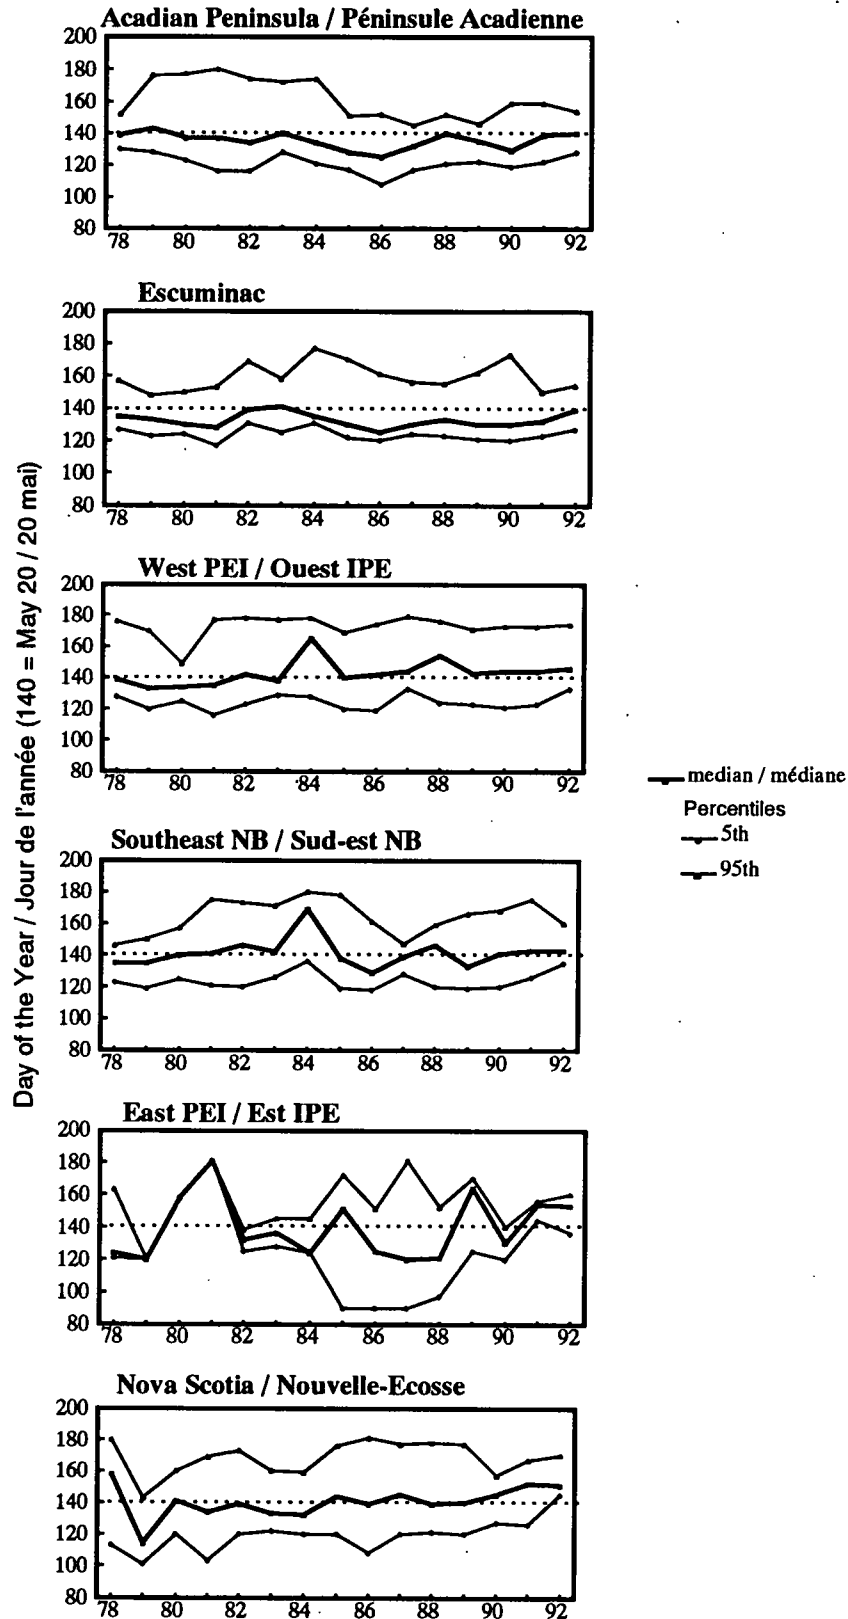 Acadian Peninsula / Péninsule Acadienne
200
180
160
140
120
100
80
78 80 82 84 86 88 90 92
Escuminac
200
180
160
140
120
100
80
78 80 82 84 86 88 90 92
West PEI / Ouest IPE
200
180
160
140
120
100
80
78 80 82 84 86 88 90 92
Southeast NB / Sud-est NB
200
180
160
140
120
100
80
78 80 82 84 86 88 90 92
East PEI / Est IPE
200
180
160
140
120
100
80
78 80 82 84 86 88 90 92
Nova Scotia / Nouvelle-Ecosse
200
180
160
140
120
100
80
78 80 82 84 86 88 90 92
Day of the Year / Jour de l'année (140 = May 20 / 20 mai)
median / médiane
Percentiles
5th
95th